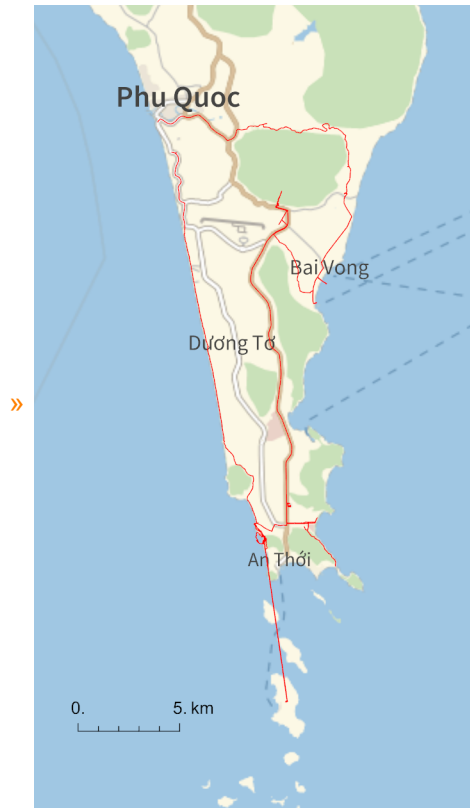 Phu Quoc
Bai Vong
Dương Tơ
»
An Thới
0. 5. km